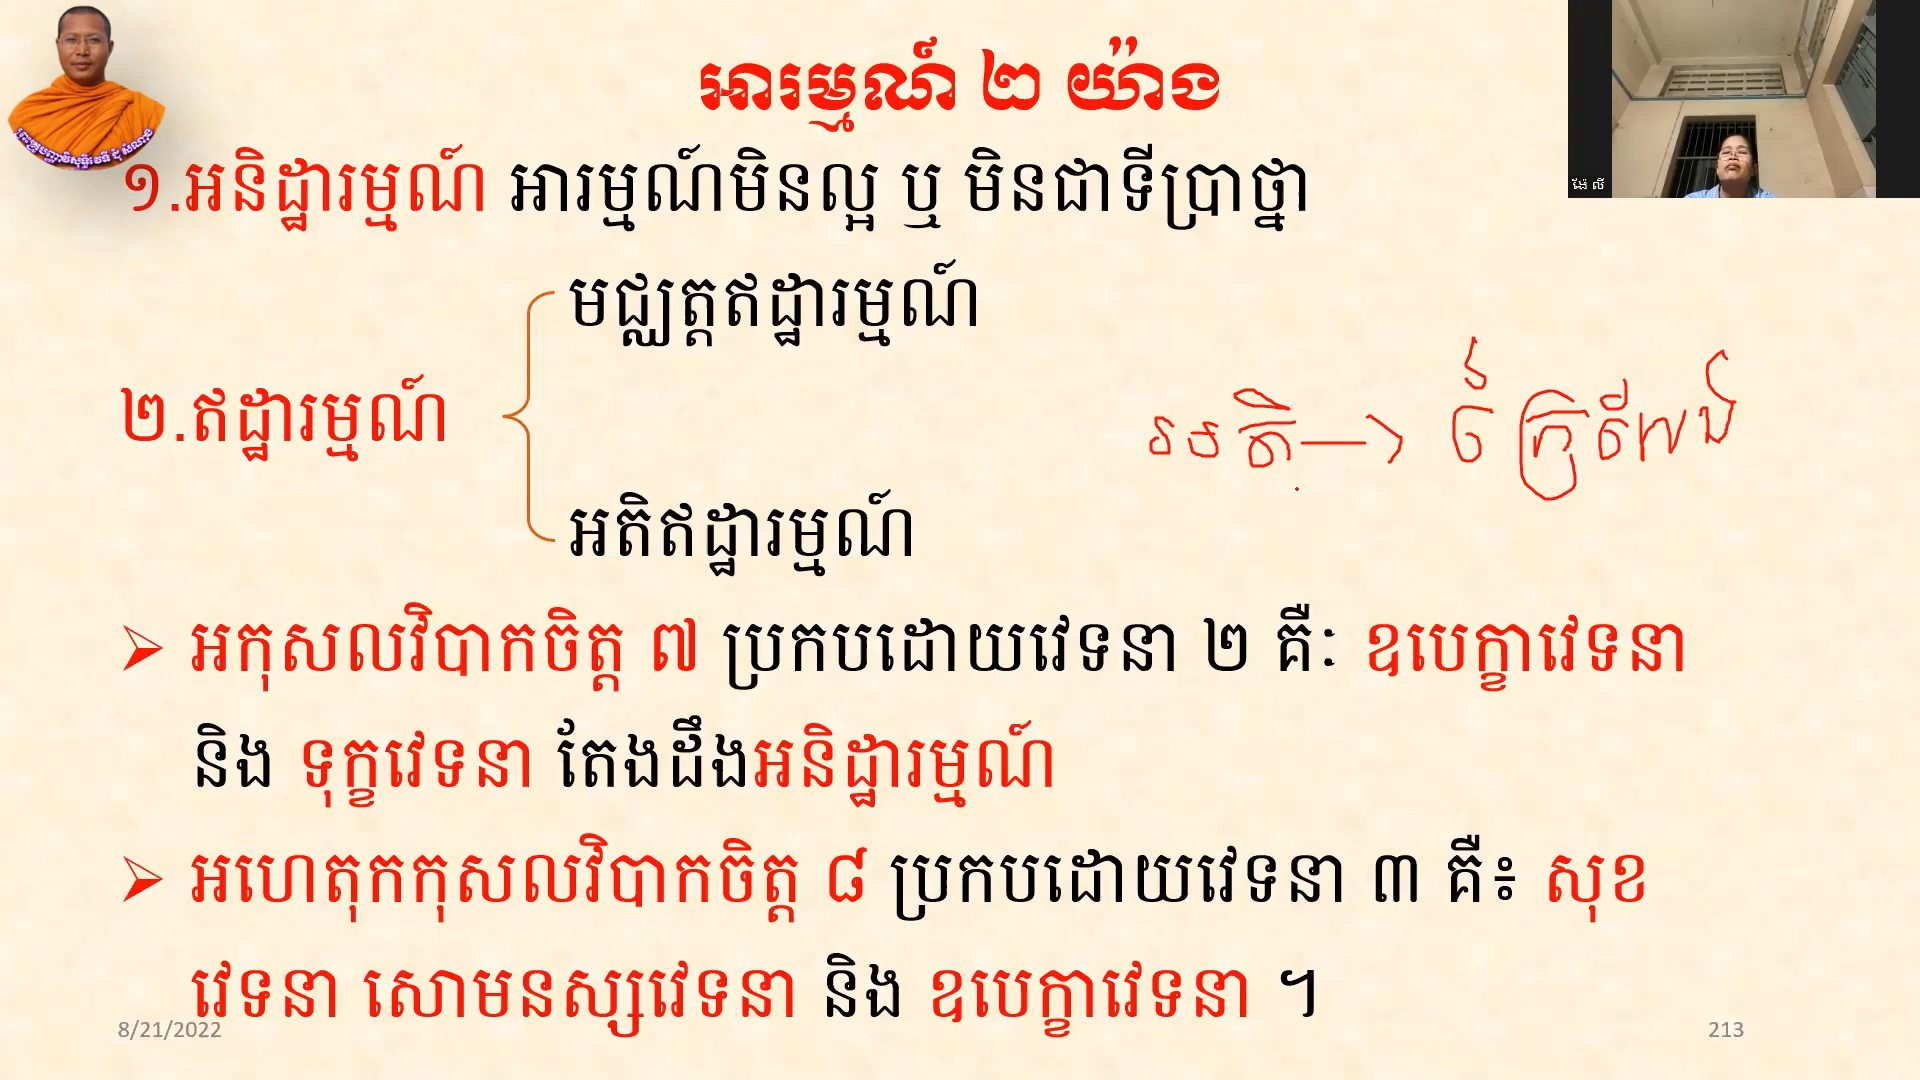 អារម្មណ៍ ២ យ៉ាង
១.អនិដ្ឋារម្មណ៍ អារម្មណ៍មិនល្អ ឬ មិនជាទីប្រាថ្នា
ង៉ែ លី
មជ្ឈត្តឥដ្ឋារម្មណ៍
២.ឥដ្ឋារម្មណ៍
អតិឥដ្ឋារម្មណ៍
➢ អកុសលវិបាកចិត្ត ៧ ប្រកបដោយវេទនា ២ គឺៈ ឧបេក្ខាវេទនា
និង ទុក្ខវេទនា តែងដឹងអនិដ្ឋារម្មណ៍
➢ អហេតុកកុសលវិបាកចិត្ត ៨ ប្រកបដោយវេទនា ៣ គឺ៖ សុខ
វេទនា សោមនស្សវេទនា និង ឧបេក្ខាវេទនា ។
8/21/2022
213